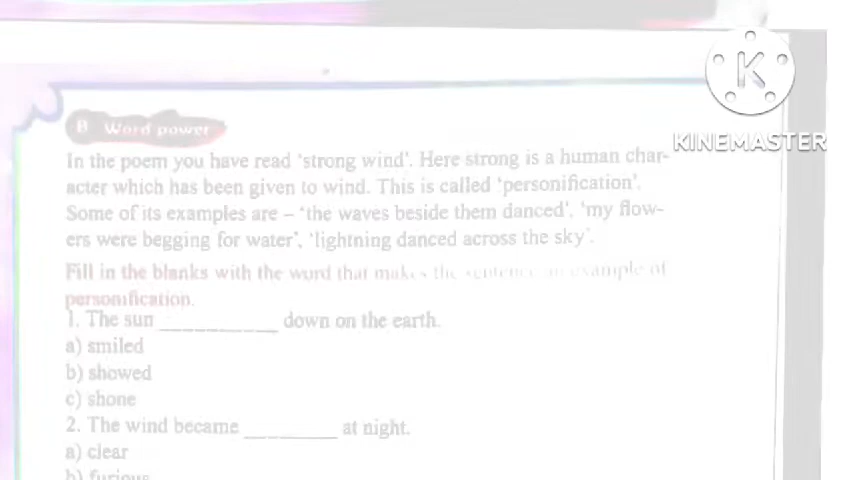 K
KINEMASTER
B Word power
In the poem you have read 'strong wind'. Here strong is a human char-
acter which has been given to wind. This is called 'personification'.
Some of its examples are – 'the waves beside them danced', 'my flow-
ers were begging for water', 'lightning danced across the sky'.
Fill in the blanks with the word that makes the sentence an example of
personification.
1. The sun __________ down on the earth.
a) smiled
b) showed
c) shone
2. The wind became ________ at night.
a) clear
b) furious